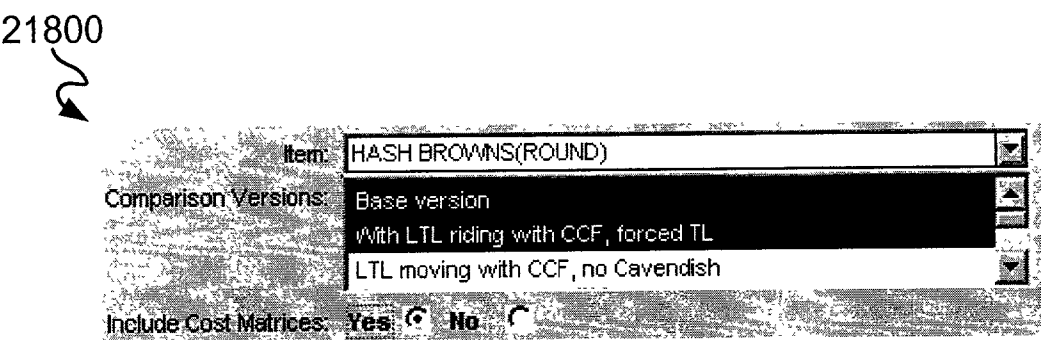 21800
Item: HASH BROWNS(ROUND)
Comparison Versions: Base version
With LTL riding with CCF, forced TL
LTL moving with CCF, no Cavendish
Include Cost Matrices: Yes No